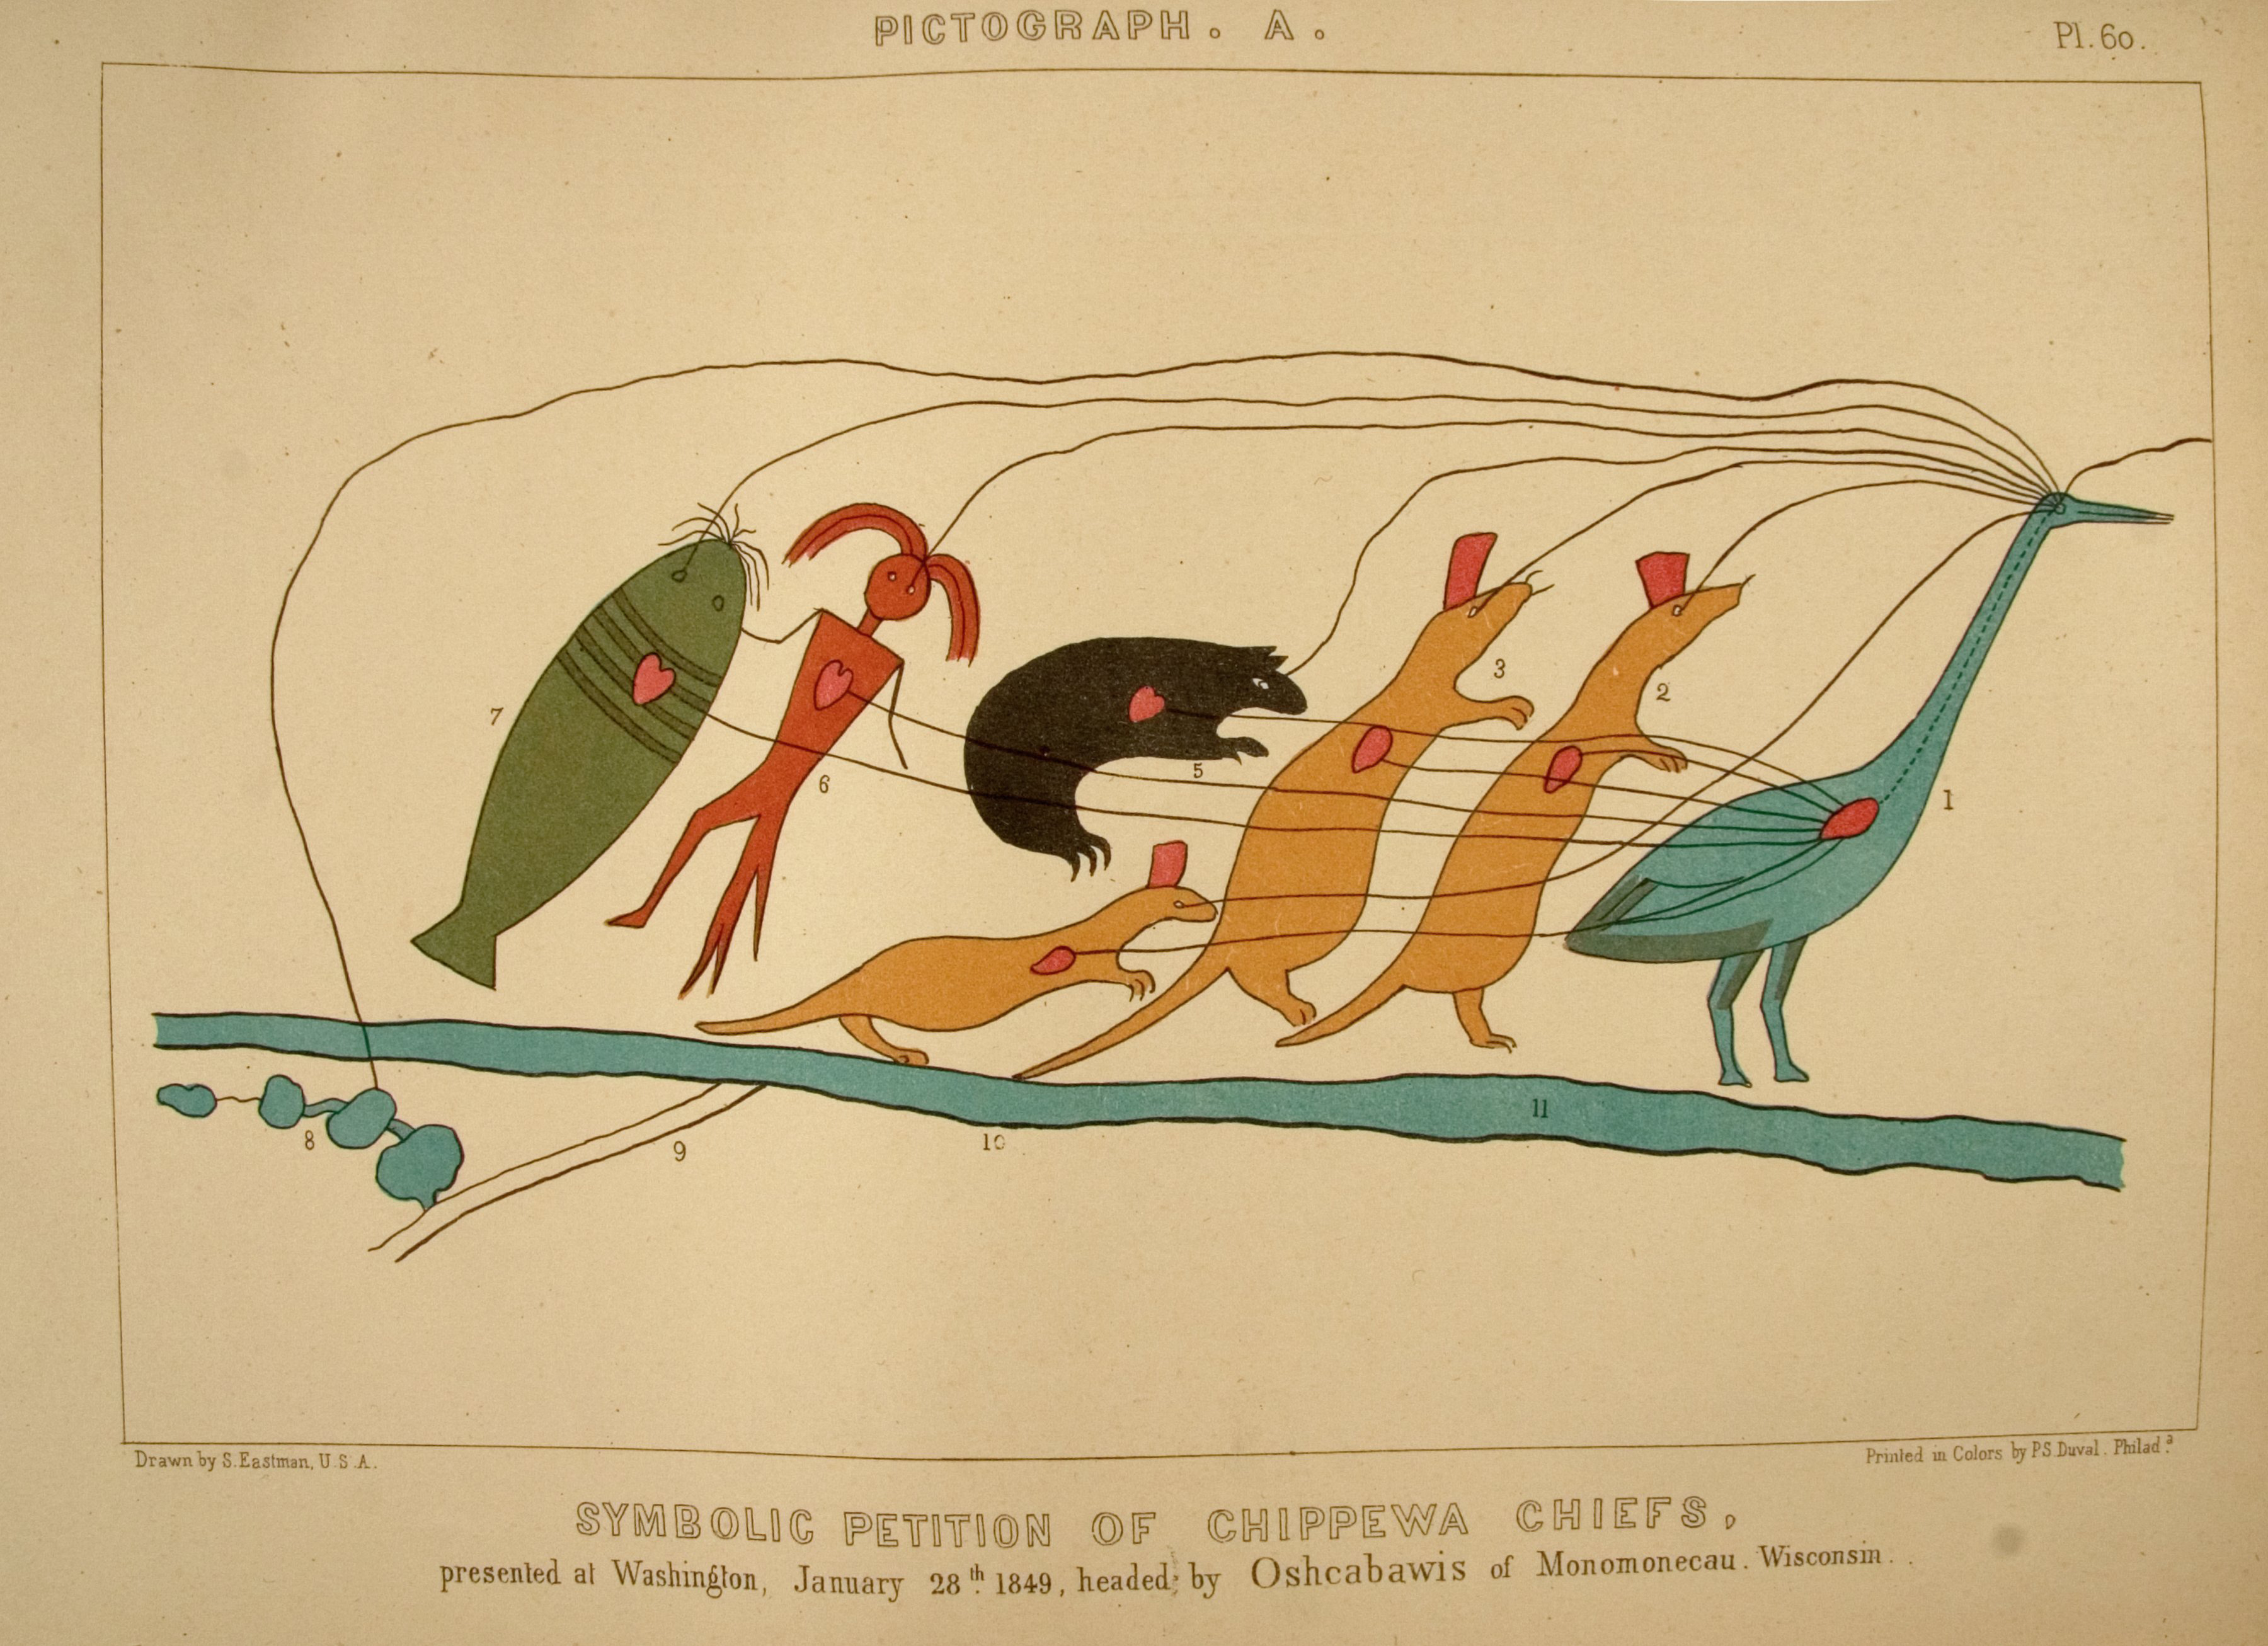 PICTOGRAPH. A.
Pl. 60.
3
2
7
5
6
1
11
8
9
10
Drawn by S. Eastman, U.S.A.
Printed in Colors by P.S. Duval. Philada
SYMBOLIC PETITION OF CHIPPEWA CHIEFS,
presented at Washington, January 28th. 1849, headed by Oshcabawis of Monomonecau. Wisconsin.